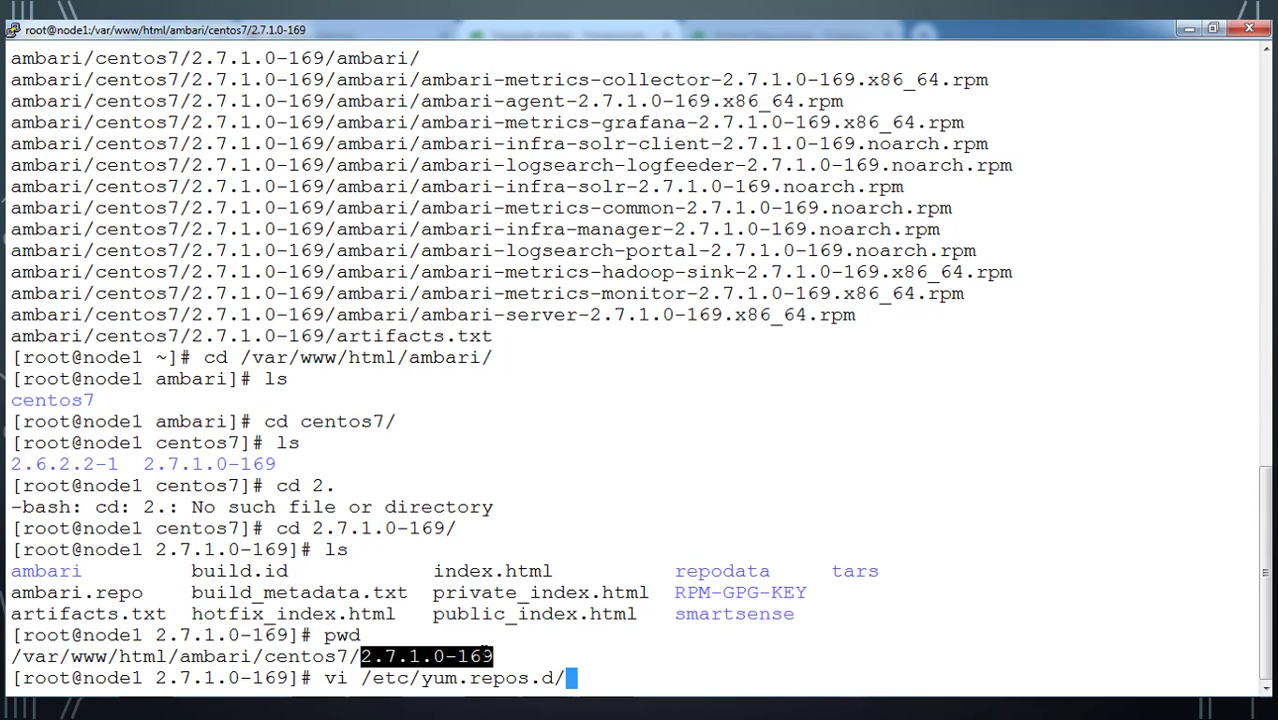 root@node1:/var/www/html/ambari/centos7/2.7.1.0-169
ambari/centos7/2.7.1.0-169/ambari/
ambari/centos7/2.7.1.0-169/ambari/ambari-metrics-collector-2.7.1.0-169.x86_64.rpm
ambari/centos7/2.7.1.0-169/ambari/ambari-agent-2.7.1.0-169.x86_64.rpm
ambari/centos7/2.7.1.0-169/ambari/ambari-metrics-grafana-2.7.1.0-169.x86_64.rpm
ambari/centos7/2.7.1.0-169/ambari/ambari-infra-solr-client-2.7.1.0-169.noarch.rpm
ambari/centos7/2.7.1.0-169/ambari/ambari-logsearch-logfeeder-2.7.1.0-169.noarch.rpm
ambari/centos7/2.7.1.0-169/ambari/ambari-infra-solr-2.7.1.0-169.noarch.rpm
ambari/centos7/2.7.1.0-169/ambari/ambari-metrics-common-2.7.1.0-169.noarch.rpm
ambari/centos7/2.7.1.0-169/ambari/ambari-infra-manager-2.7.1.0-169.noarch.rpm
ambari/centos7/2.7.1.0-169/ambari/ambari-logsearch-portal-2.7.1.0-169.noarch.rpm
ambari/centos7/2.7.1.0-169/ambari/ambari-metrics-hadoop-sink-2.7.1.0-169.x86_64.rpm
ambari/centos7/2.7.1.0-169/ambari/ambari-metrics-monitor-2.7.1.0-169.x86_64.rpm
ambari/centos7/2.7.1.0-169/ambari/ambari-server-2.7.1.0-169.x86_64.rpm
ambari/centos7/2.7.1.0-169/artifacts.txt
[root@node1 ~]# cd /var/www/html/ambari/
[root@node1 ambari]# ls
centos7
[root@node1 ambari]# cd centos7/
[root@node1 centos7]# ls
2.6.2.2-1  2.7.1.0-169
[root@node1 centos7]# cd 2.
-bash: cd: 2.: No such file or directory
[root@node1 centos7]# cd 2.7.1.0-169/
[root@node1 2.7.1.0-169]# ls
ambari         build.id            index.html          repodata     tars
ambari.repo    build_metadata.txt  private_index.html  RPM-GPG-KEY
artifacts.txt  hotfix_index.html   public_index.html   smartsense
[root@node1 2.7.1.0-169]# pwd
/var/www/html/ambari/centos7/2.7.1.0-169
[root@node1 2.7.1.0-169]# vi /etc/yum.repos.d/